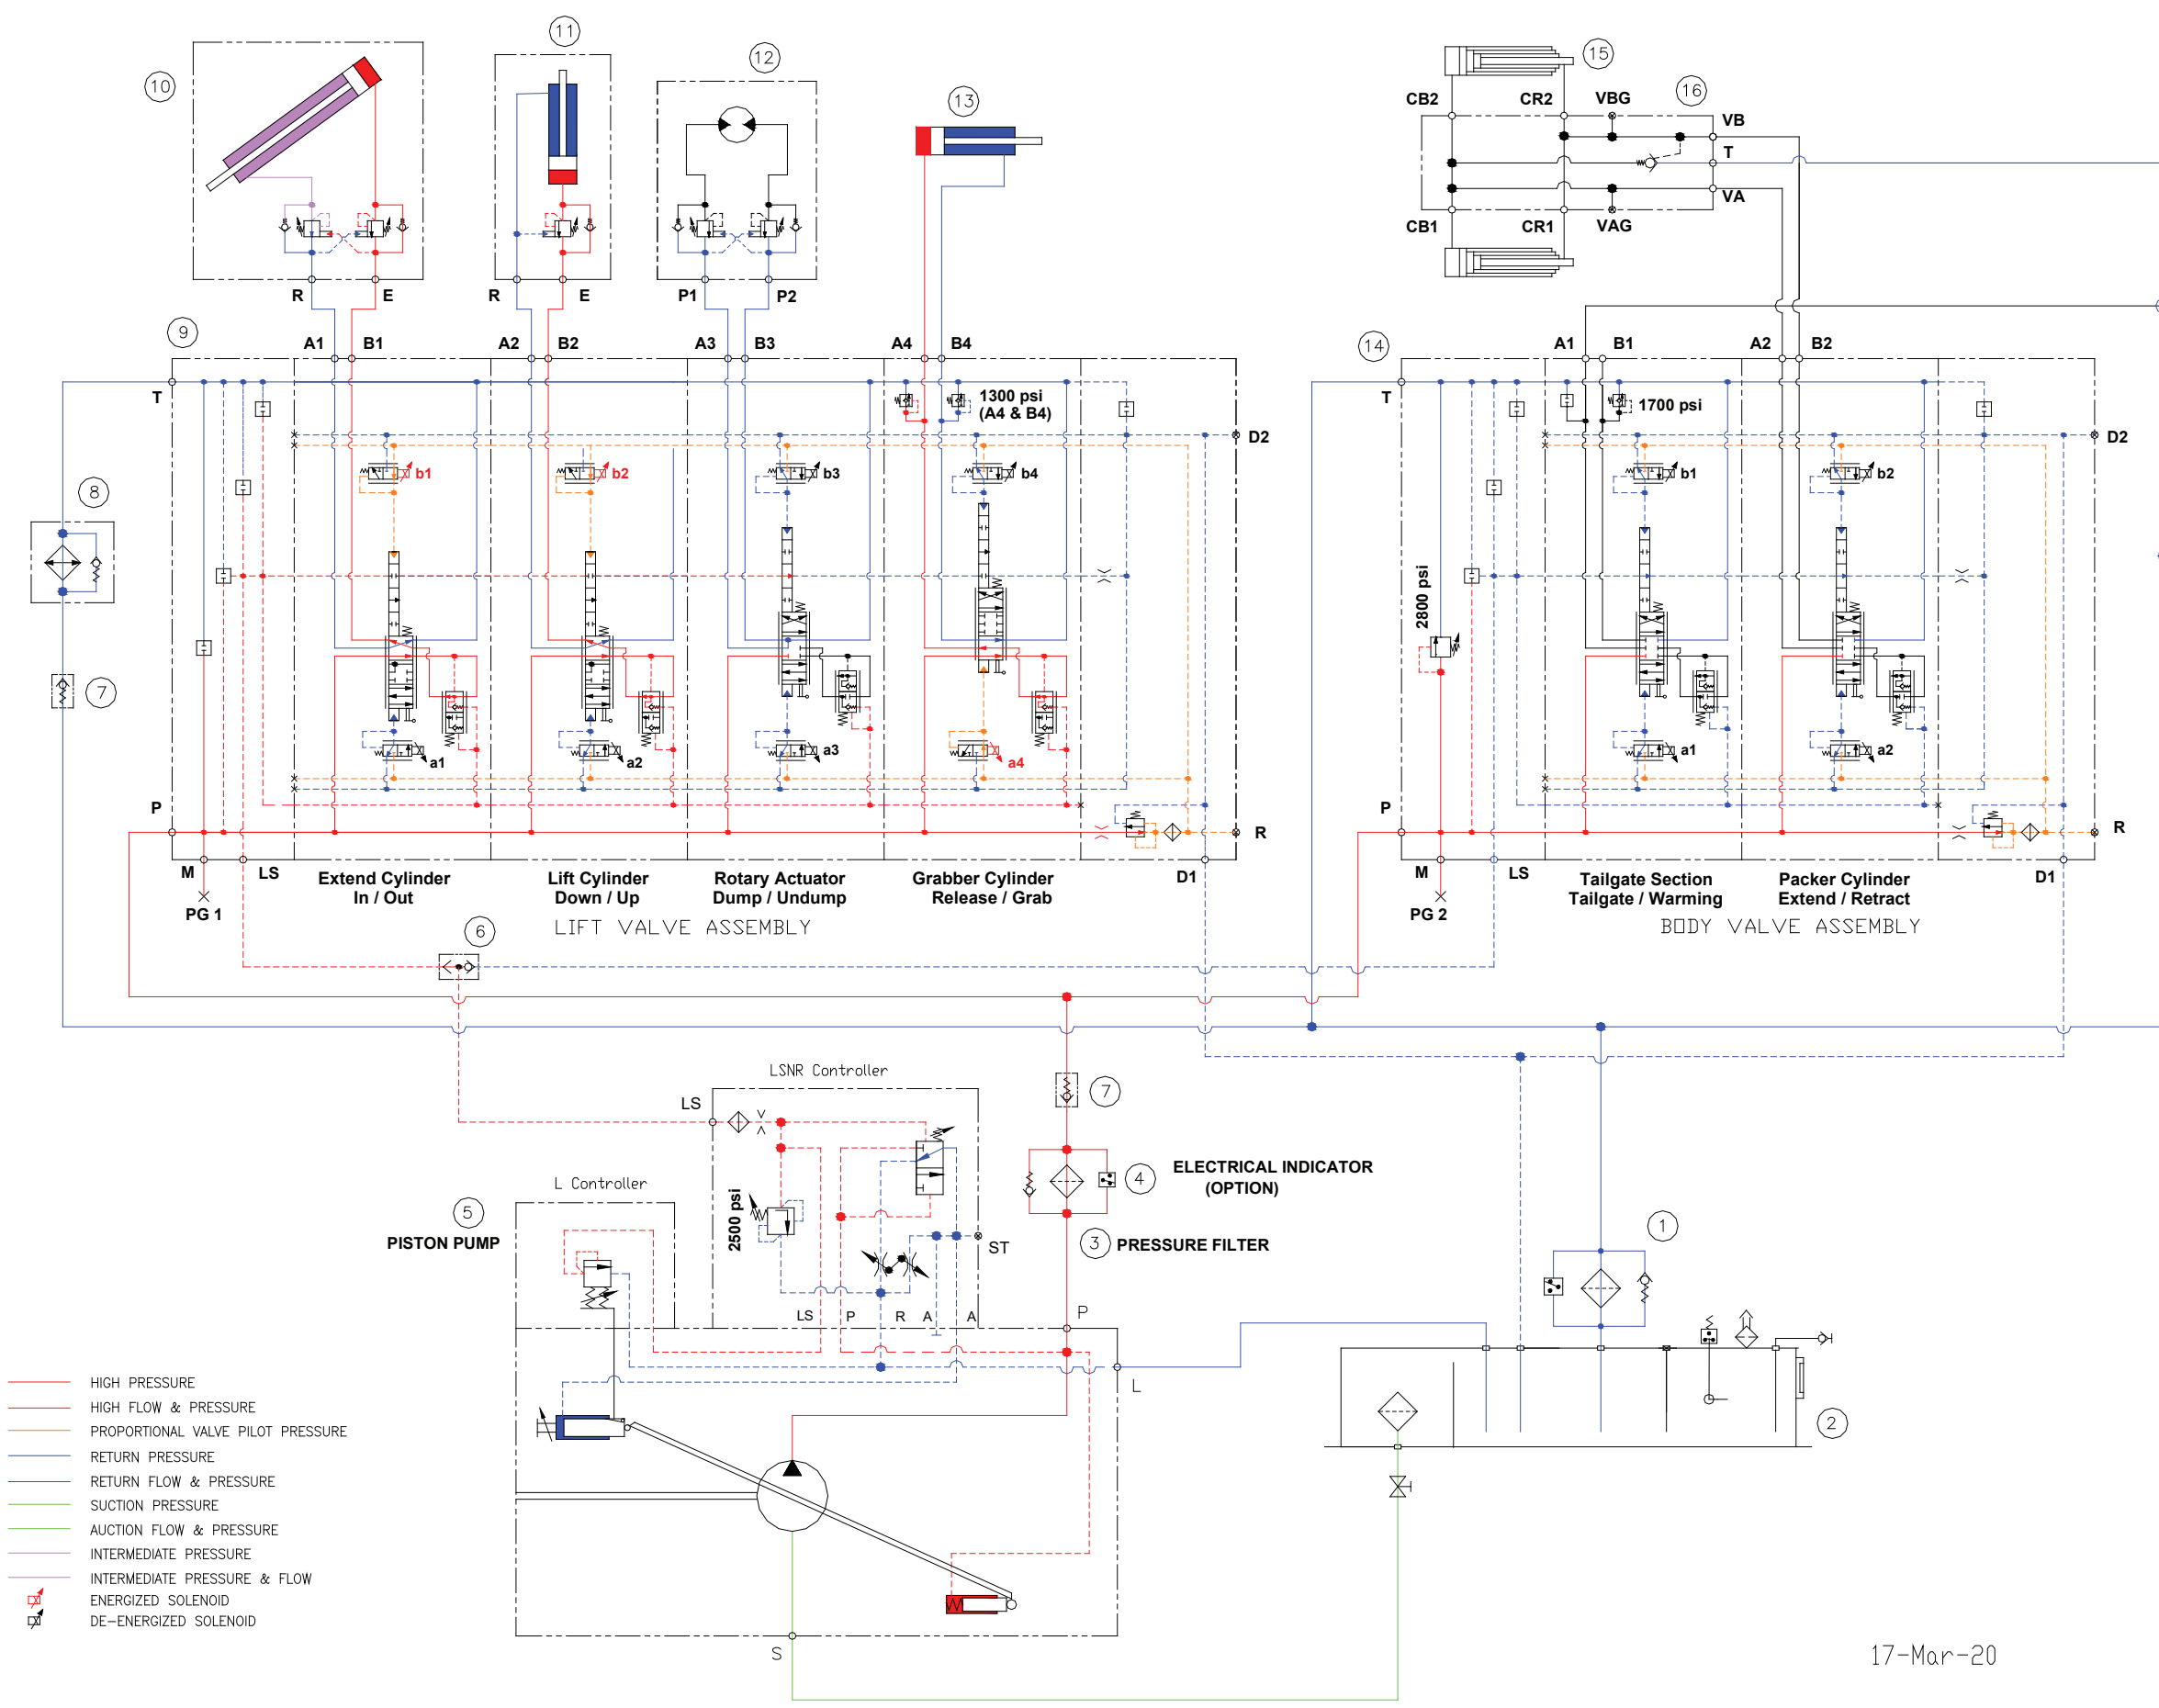 11
12
10
13
15
16
CB2
CR2
VBG
VB
T
VA
CB1
CR1
VAG
R
E
R
E
P1
P2
9
14
A1
B1
A2
B2
A3
B3
A4
B4
A1
B1
A2
B2
T
1300 psi
(A4 & B4)
T
1700 psi
D2
D2
b1
b2
b3
b4
b1
b2
8
2800 psi
7
a1
a2
a3
a4
a1
a2
P
R
P
R
M
LS
D1
M
LS
D1
PG 1
PG 2
Extend Cylinder
In / Out
Lift Cylinder
Down / Up
Rotary Actuator
Dump / Undump
Grabber Cylinder
Release / Grab
Tailgate Section
Tailgate / Warming
Packer Cylinder
Extend / Retract
LIFT VALVE ASSEMBLY
BODY VALVE ASSEMBLY
6
LSNR Controller
LS
7
4
ELECTRICAL INDICATOR
(OPTION)
L Controller
5
PISTON PUMP
2500 psi
ST
3
PRESSURE FILTER
1
LS
P
R
A
A
P
L
2
S
HIGH PRESSURE
HIGH FLOW & PRESSURE
PROPORTIONAL VALVE PILOT PRESSURE
RETURN PRESSURE
RETURN FLOW & PRESSURE
SUCTION PRESSURE
AUCTION FLOW & PRESSURE
INTERMEDIATE PRESSURE
INTERMEDIATE PRESSURE & FLOW
ENERGIZED SOLENOID
DE-ENERGIZED SOLENOID
17-Mar-20